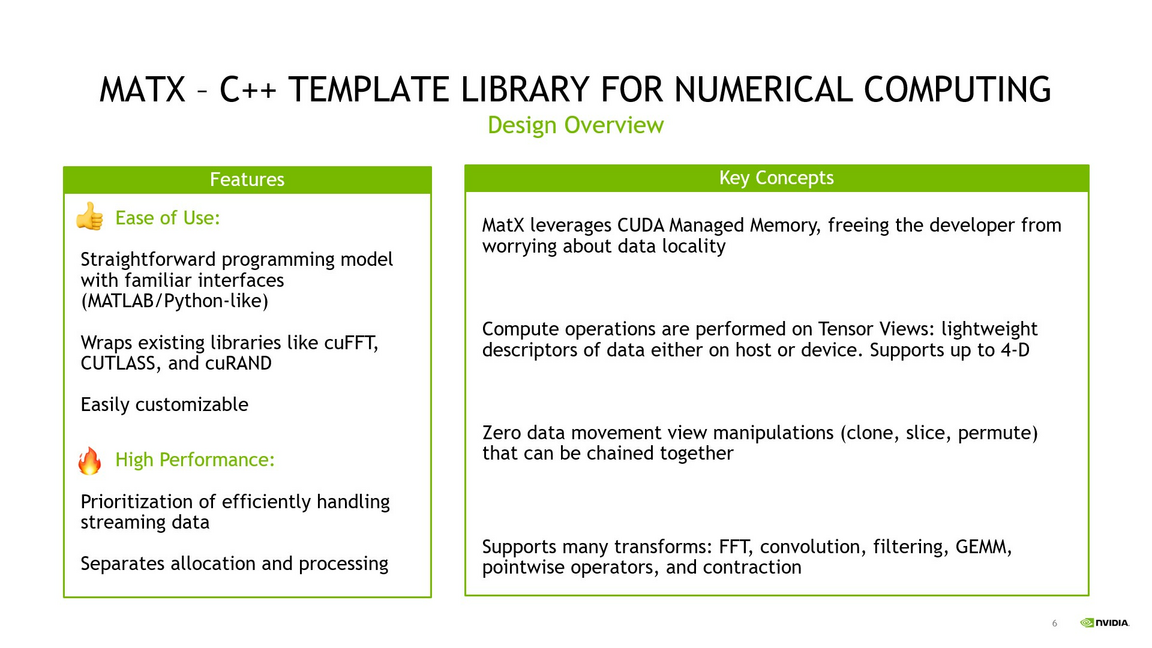 MATX – C++ TEMPLATE LIBRARY FOR NUMERICAL COMPUTING
Design Overview
Features
Ease of Use:
Straightforward programming model
with familiar interfaces
(MATLAB/Python-like)
Wraps existing libraries like cuFFT,
CUTLASS, and cuRAND
Easily customizable
High Performance:
Prioritization of efficiently handling
streaming data
Separates allocation and processing
Key Concepts
MatX leverages CUDA Managed Memory, freeing the developer from
worrying about data locality
Compute operations are performed on Tensor Views: lightweight
descriptors of data either on host or device. Supports up to 4-D
Zero data movement view manipulations (clone, slice, permute)
that can be chained together
Supports many transforms: FFT, convolution, filtering, GEMM,
pointwise operators, and contraction
6
NVIDIA.